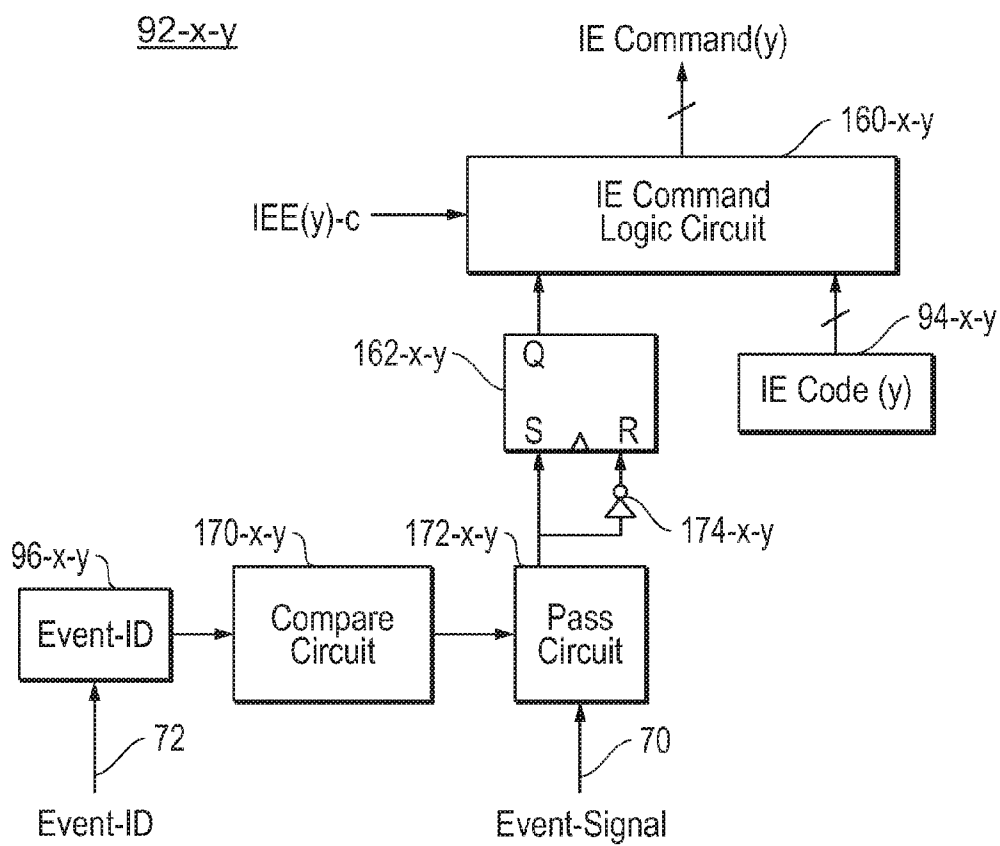 92-x-y
IE Command(y)
160-x-y
IE Command
Logic Circuit
IEE(y)-c
94-x-y
IE Code (y)
162-x-y
Q
S
R
174-x-y
170-x-y
172-x-y
96-x-y
Event-ID
Compare
Circuit
Pass
Circuit
72
70
Event-ID
Event-Signal